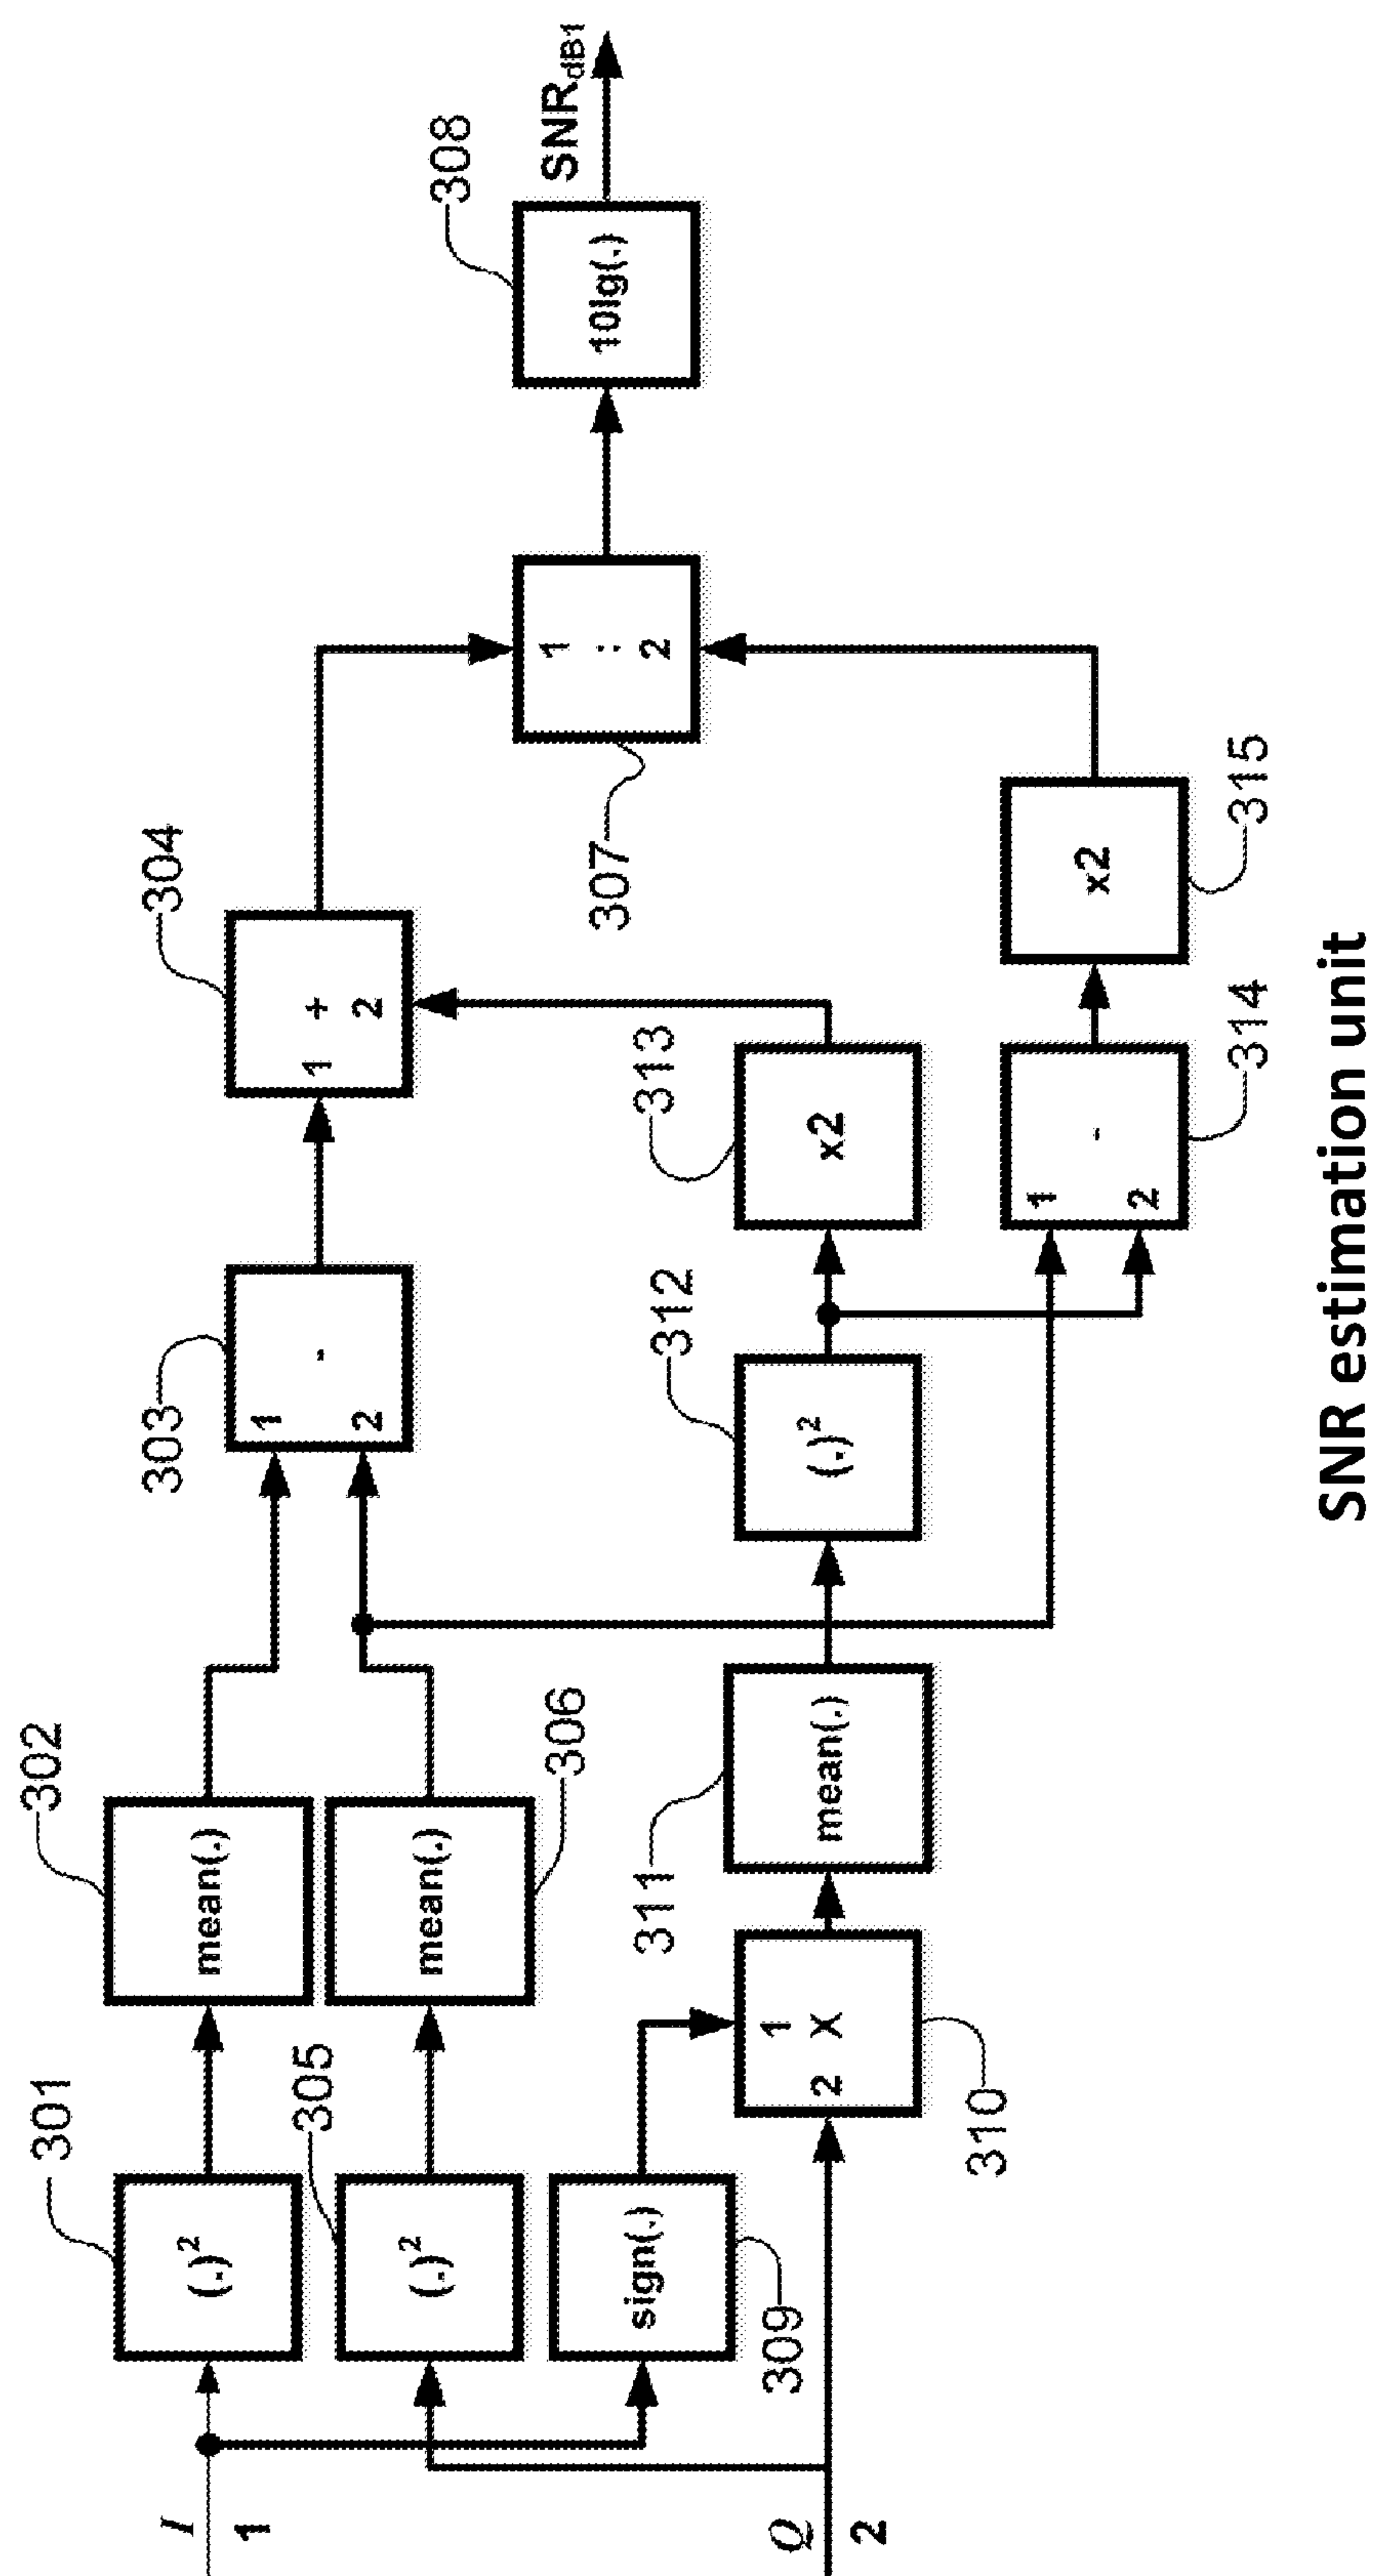 I
1
Q
2
301
(.)²
305
(.)²
sign(.)
309
302
mean(.)
mean(.)
306
1
X
2
310
311
mean(.)
303
1
-
2
312
(.)²
304
1 +
2
313
x2
1
-
2
314
x2
315
1
:
2
307
308
10lg(.)
SNRdB1
SNR estimation unit